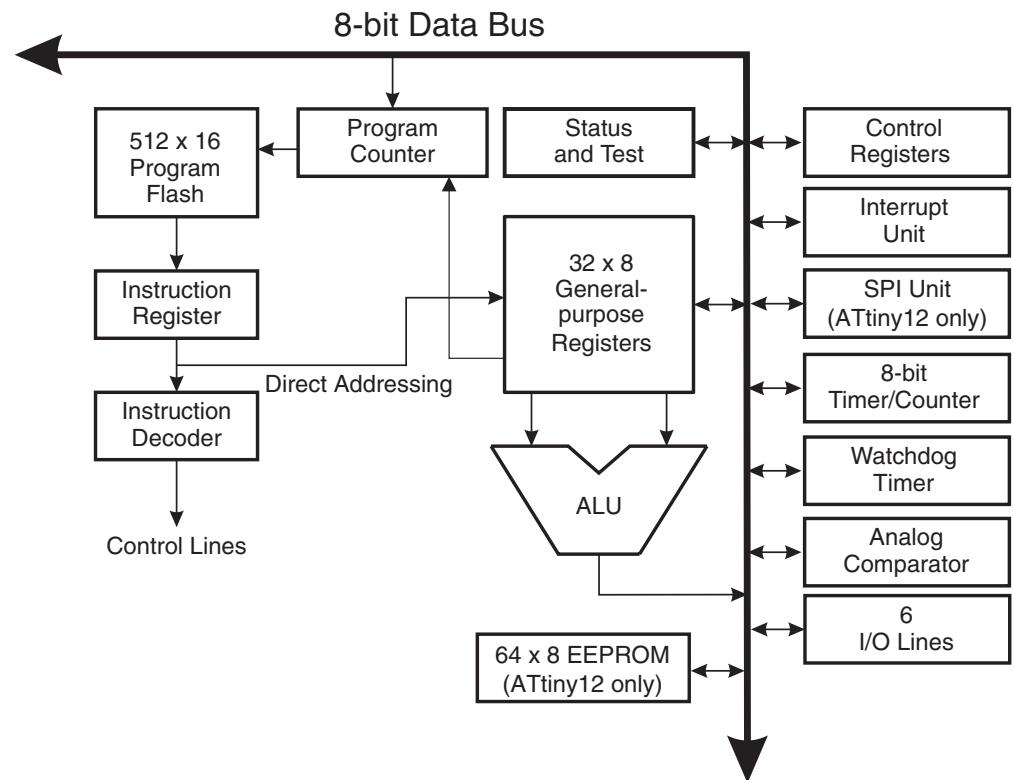 8-bit Data Bus
512 x 16
Program
Flash
Program
Counter
Status
and Test
Control
Registers
Interrupt
Unit
32 x 8
General-
purpose
Registers
Instruction
Register
SPI Unit
(ATtiny12 only)
Direct Addressing
8-bit
Timer/Counter
Instruction
Decoder
Watchdog
Timer
ALU
Control Lines
Analog
Comparator
6
I/O Lines
64 x 8 EEPROM
(ATtiny12 only)